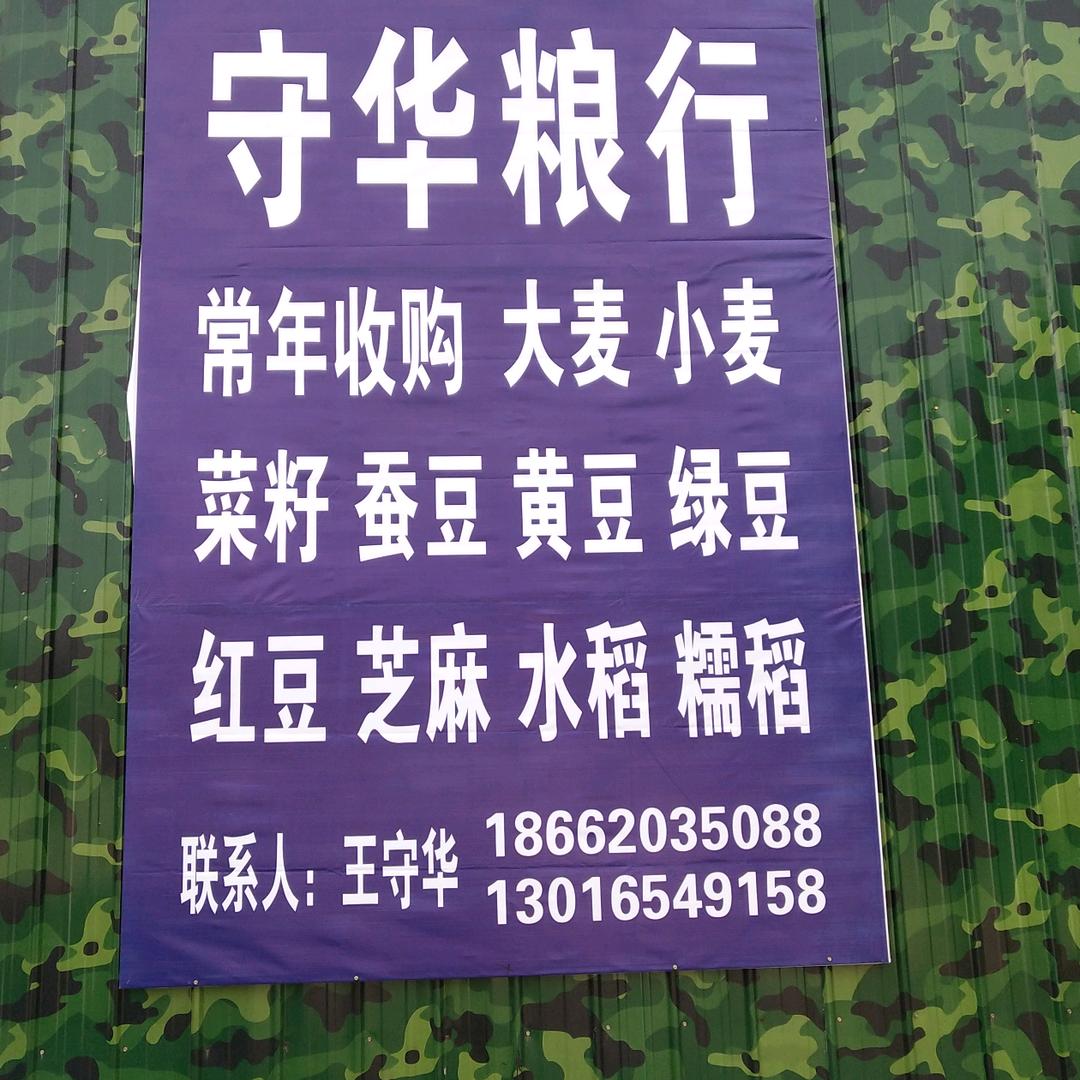 守华粮行
常年收购 大麦 小麦
菜籽 蚕豆 黄豆 绿豆
红豆 芝麻 水稻 糯稻
联系人：王守华 18662035088
13016549158